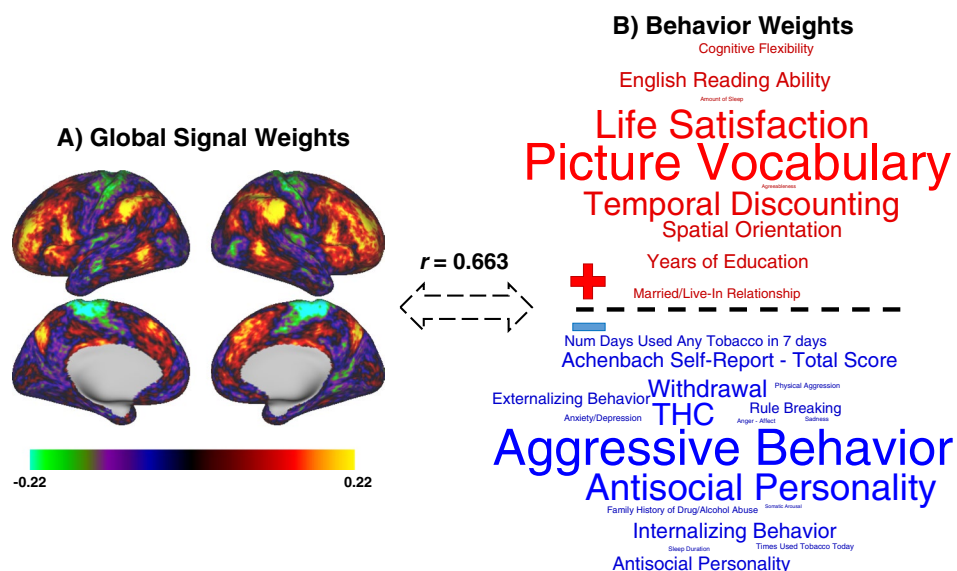 B) Behavior Weights
Cognitive Flexibility
English Reading Ability
Amount of Sleep
A) Global Signal Weights
Life Satisfaction
Picture Vocabulary
Agreeableness
Temporal Discounting
Spatial Orientation
r = 0.663
Years of Education
Married/Live-In Relationship
Num Days Used Any Tobacco in 7 days
Achenbach Self-Report - Total Score
Withdrawal
Physical Aggression
Externalizing Behavior
Anxiety/Depression
THC
Rule Breaking
Anger - Affect
Sadness
Aggressive Behavior
-0.22
0.22
Antisocial Personality
Family History of Drug/Alcohol Abuse
Somatic Arousel
Internalizing Behavior
Sleep Duration
Times Used Tobacco Today
Antisocial Personality